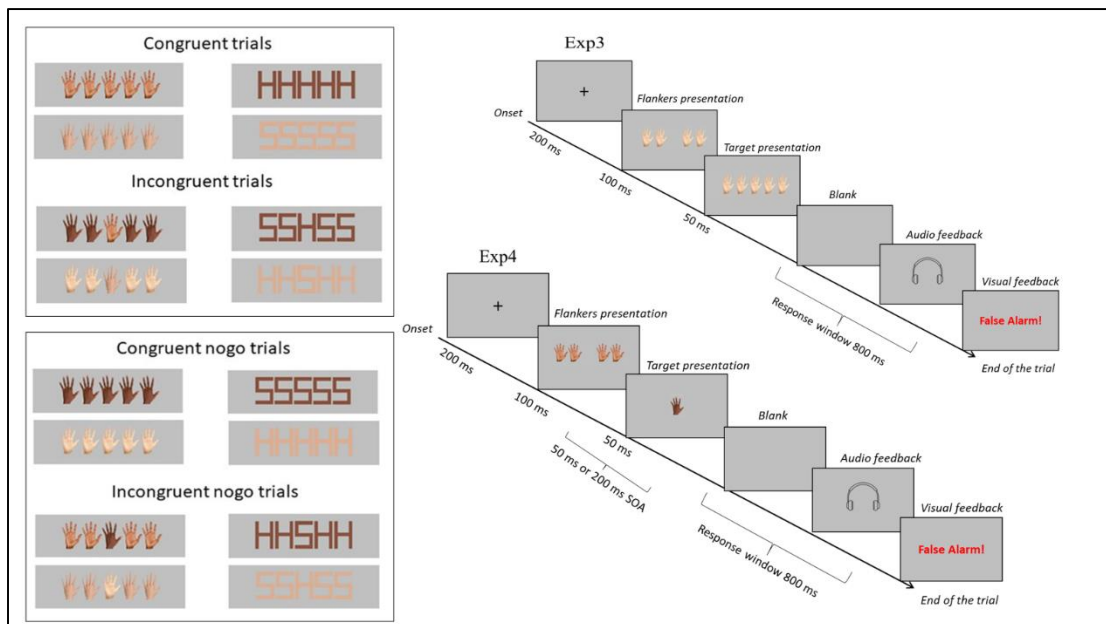 Congruent trials
HHHHH
SSSSS
Incongruent trials
SSHSS
HHSHH
Congruent nogo trials
SSSSS
HHHHH
Incongruent nogo trials
HHSHH
SSHSS
Exp3
+
Onset
Flankers presentation
200 ms
Target presentation
100 ms
Blank
50 ms
Audio feedback
Visual feedback
Response window 800 ms
False Alarm!
End of the trial
Exp4
+
Onset
Flankers presentation
200 ms
Target presentation
100 ms
Blank
50 ms
50 ms or 200 ms SOA
Audio feedback
Visual feedback
Response window 800 ms
False Alarm!
End of the trial